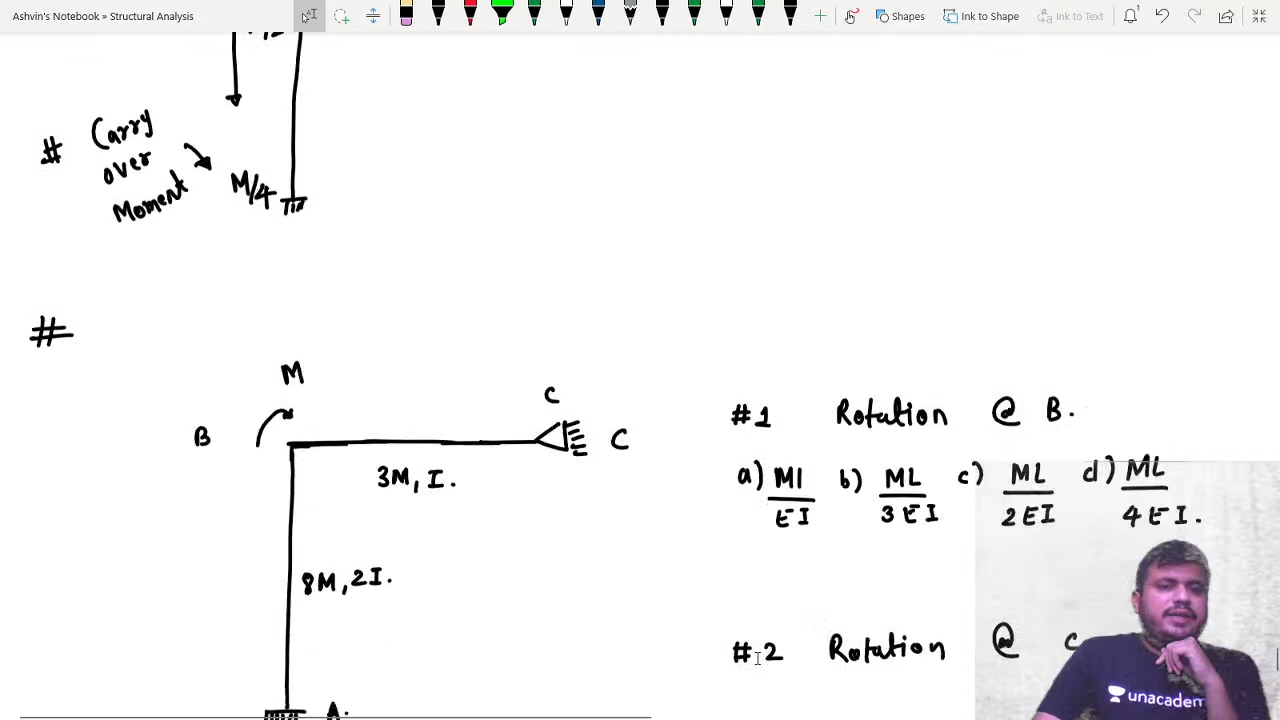 Ashvin's Notebook » Structural Analysis
Shapes
Ink to Shape
Ink to Text
# Carry
over
Moment
M/4
#
M
B
C
C
3M, I.
8M, 2I.
A.
#1 Rotation @ B.
a) Ml/EI b) ML/3EI c) ML/2EI d) ML/4EI.
#2 Rotation @ C
unacadem